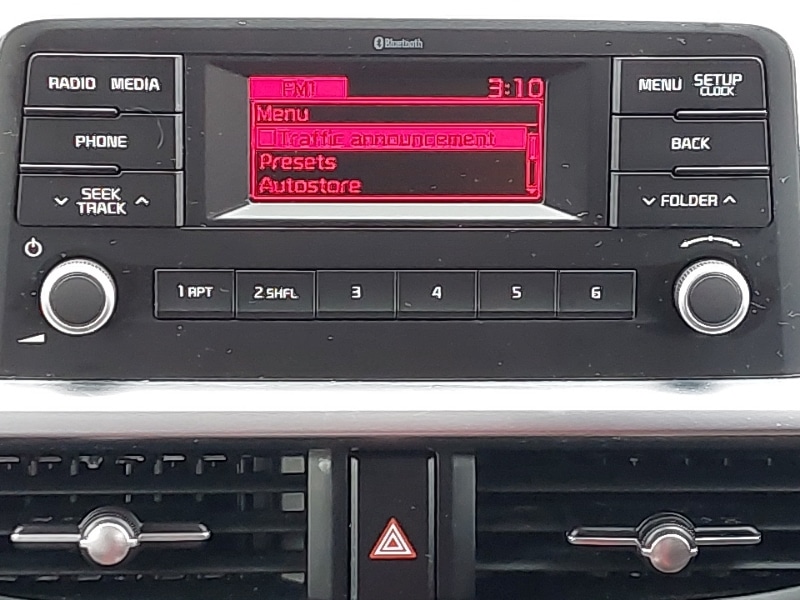 Bluetooth
RADIO MEDIA
PHONE
SEEK
TRACK
FM1 3:10
Menu
Traffic announcement
Presets
Autostore
MENU SETUP
CLOCK
BACK
FOLDER
1 RPT 2 SHFL 3 4 5 6